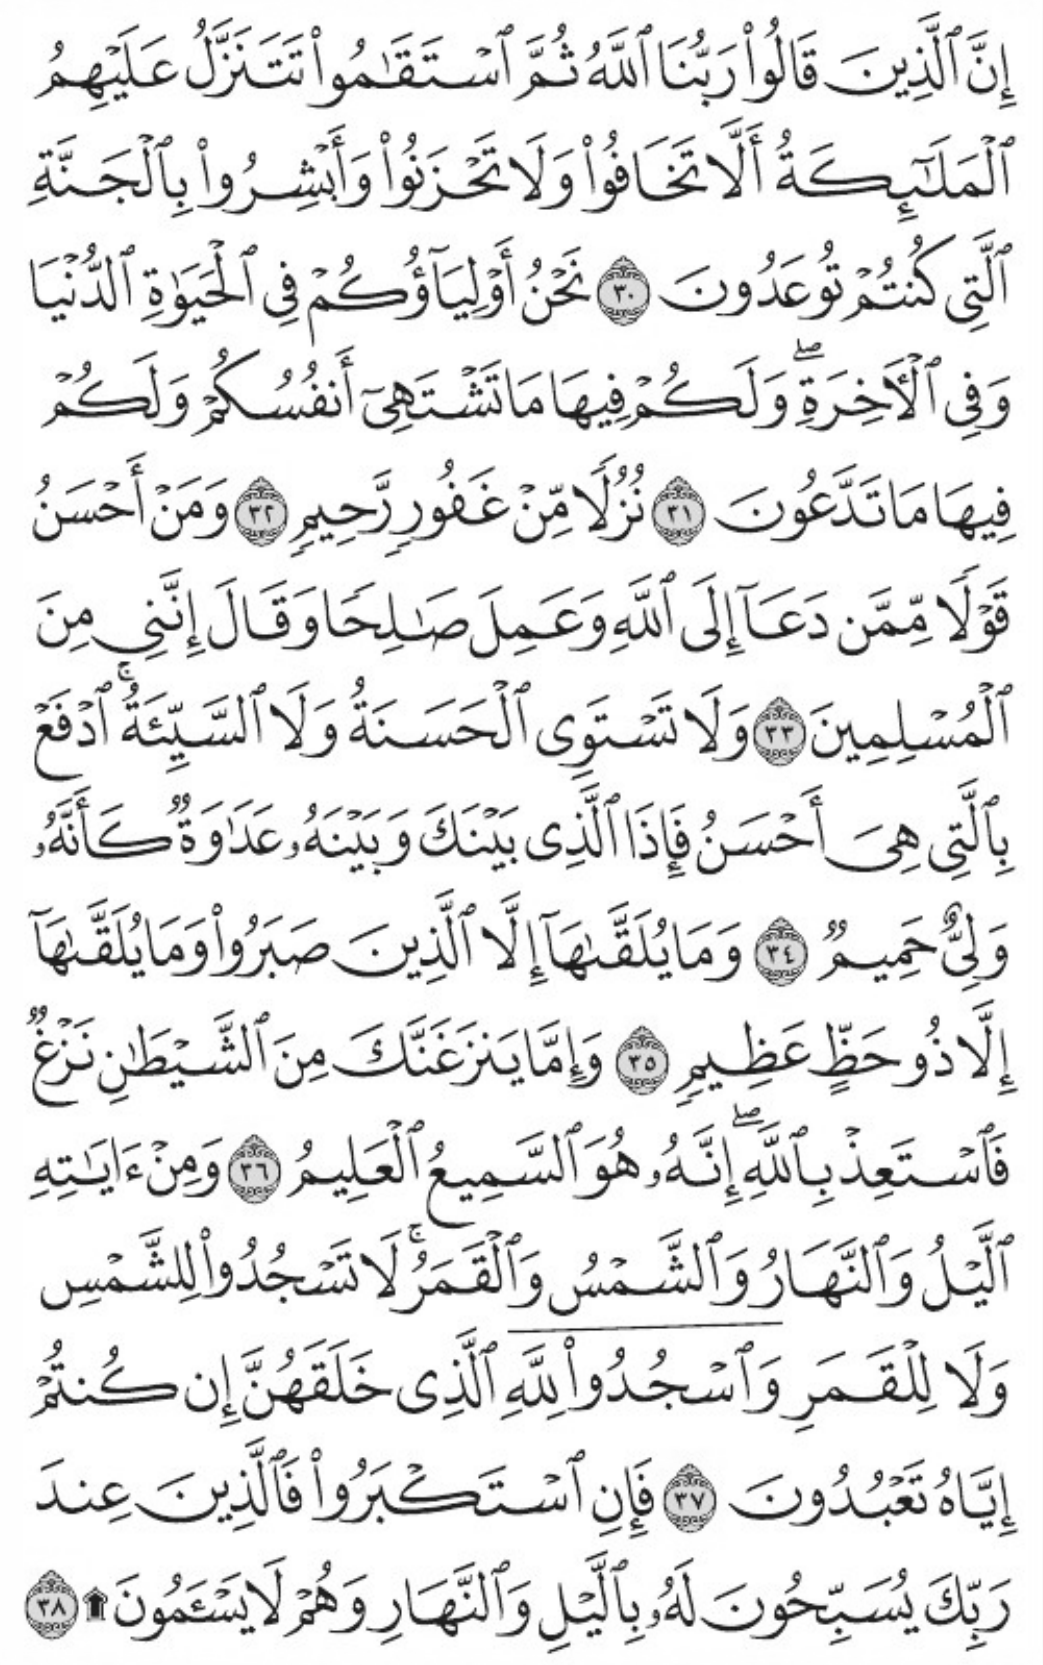 إِنَّ ٱلَّذِينَ قَالُوا۟ رَبُّنَا ٱللَّهُ ثُمَّ ٱسْتَقَٰمُوا۟ تَتَنَزَّلُ عَلَيْهِمُ
ٱلْمَلَٰٓئِكَةُ أَلَّا تَخَافُوا۟ وَلَا تَحْزَنُوا۟ وَأَبْشِرُوا۟ بِٱلْجَنَّةِ
ٱلَّتِى كُنتُمْ تُوعَدُونَ ٣٠ نَحْنُ أَوْلِيَآؤُكُمْ فِى ٱلْحَيَوٰةِ ٱلدُّنْيَا
وَفِى ٱلْأَخِرَةِ ۖ وَلَكُمْ فِيهَا مَا تَشْتَهِىٓ أَنفُسُكُمْ وَلَكُمْ
فِيهَا مَا تَدَّعُونَ ٣١ نُزُلًا مِّنْ غَفُورٍ رَّحِيمٍ ٣٢ وَمَنْ أَحْسَنُ
قَوْلًا مِّمَّن دَعَآ إِلَى ٱللَّهِ وَعَمِلَ صَٰلِحًا وَقَالَ إِنَّنِى مِنَ
ٱلْمُسْلِمِينَ ٣٣ وَلَا تَسْتَوِى ٱلْحَسَنَةُ وَلَا ٱلسَّيِّئَةُ ۚ ٱدْفَعْ
بِٱلَّتِى هِىَ أَحْسَنُ فَإِذَا ٱلَّذِى بَيْنَكَ وَبَيْنَهُۥ عَدَٰوَةٌ كَأَنَّهُۥ
وَلِىٌّ حَمِيمٌ ٣٤ وَمَا يُلَقَّىٰهَآ إِلَّا ٱلَّذِينَ صَبَرُوا۟ وَمَا يُلَقَّىٰهَآ
إِلَّا ذُو حَظٍّ عَظِيمٍ ٣٥ وَإِمَّا يَنزَغَنَّكَ مِنَ ٱلشَّيْطَٰنِ نَزْغٌ
فَٱسْتَعِذْ بِٱللَّهِ ۖ إِنَّهُۥ هُوَ ٱلسَّمِيعُ ٱلْعَلِيمُ ٣٦ وَمِنْ ءَايَٰتِهِ
ٱلَّيْلُ وَٱلنَّهَارُ وَٱلشَّمْسُ وَٱلْقَمَرُ ۚ لَا تَسْجُدُوا۟ لِلشَّمْسِ
وَلَا لِلْقَمَرِ وَٱسْجُدُوا۟ لِلَّهِ ٱلَّذِى خَلَقَهُنَّ إِن كُنتُمْ
إِيَّاهُ تَعْبُدُونَ ٣٧ فَإِنِ ٱسْتَكْبَرُوا۟ فَٱلَّذِينَ عِندَ
رَبِّكَ يُسَبِّحُونَ لَهُۥ بِٱلَّيْلِ وَٱلنَّهَارِ وَهُمْ لَا يَسْـَٔمُونَ ۩ ٣٨